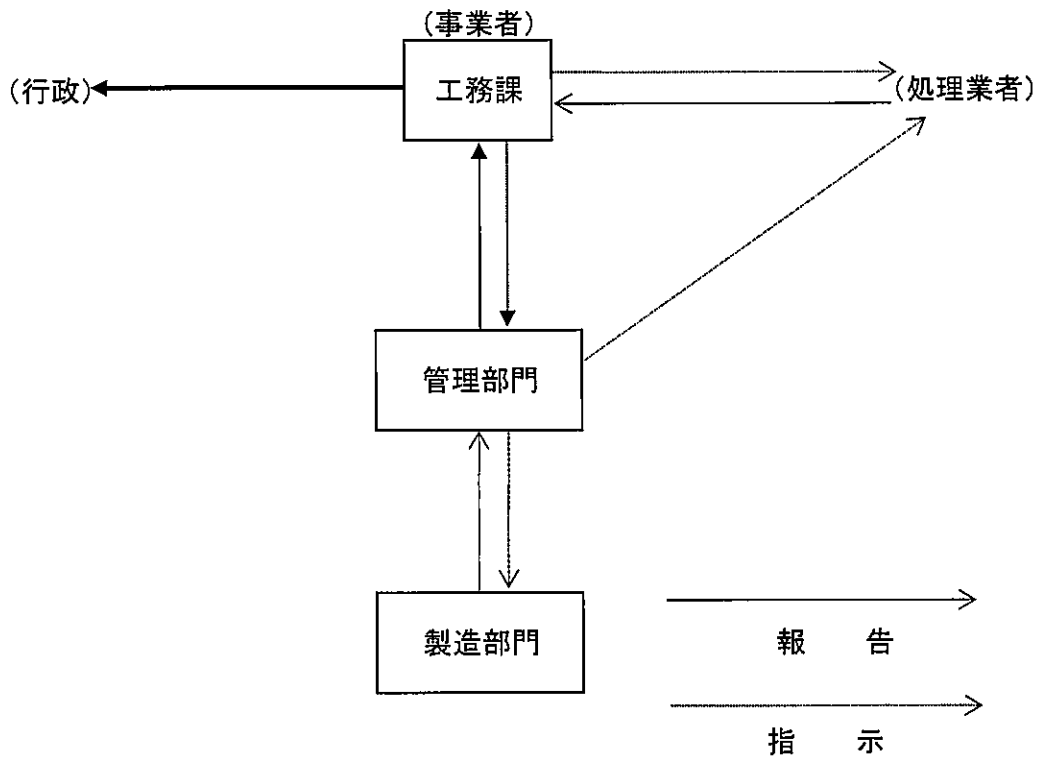 (事業者)
工務課
(行政)
(処理業者)
管理部門
製造部門
報 告
指 示